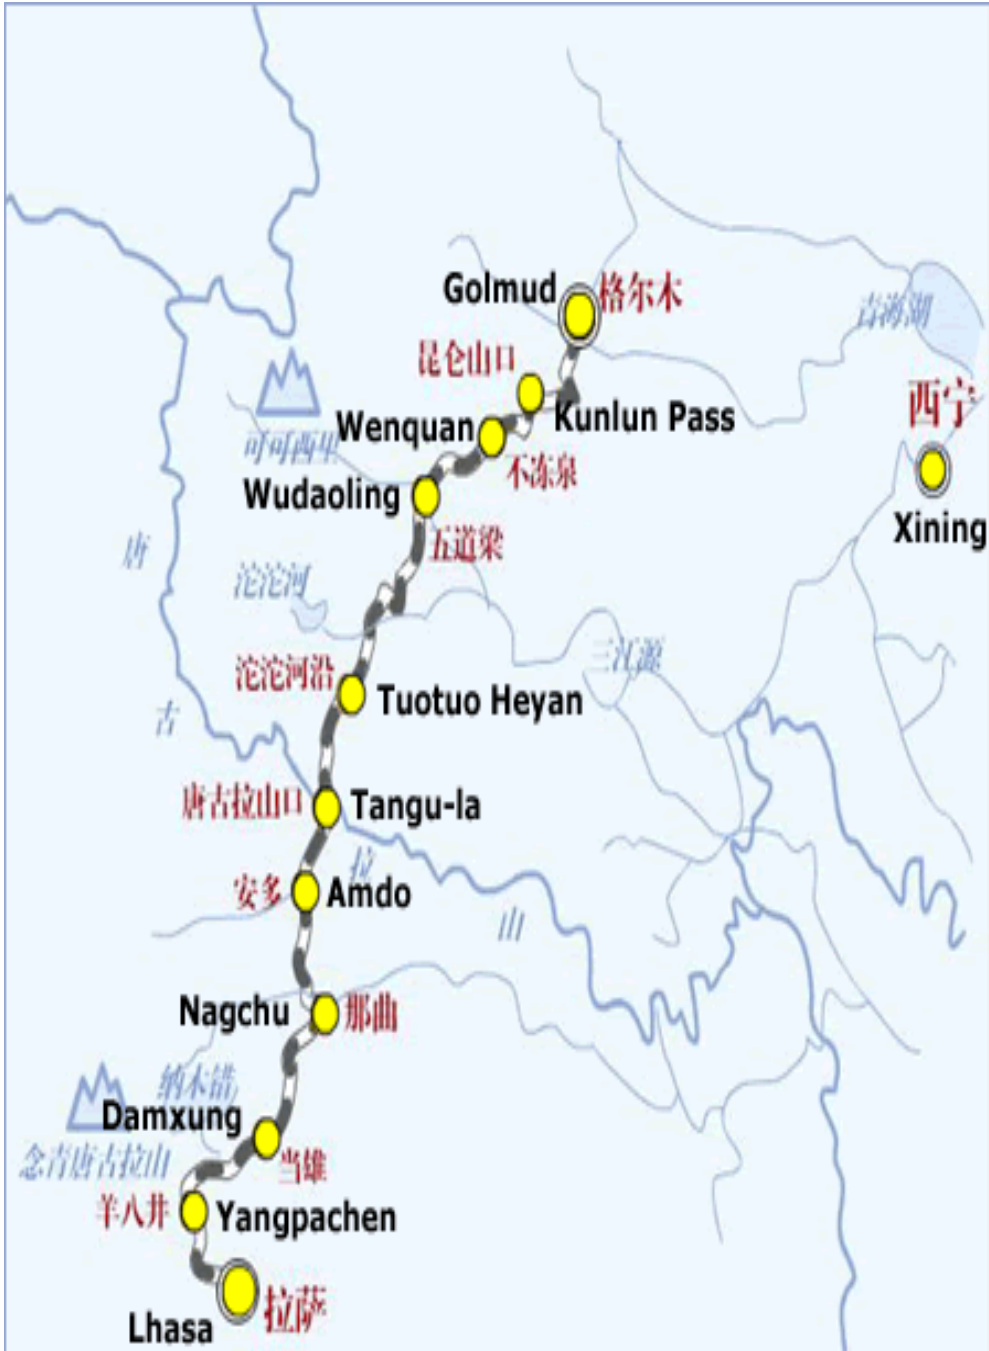 Golmud
格尔木
青海湖
昆仑山口
Kunlun Pass
西宁
Wenquan
可可西里
不冻泉
Wudaoling
Xining
五道梁
唐
沱沱河
三江源
沱沱河沿
Tuotuo Heyan
古
唐古拉山口
Tangu-la
拉
安多
Amdo
山
Nagchu
那曲
纳木错
Damxung
念青唐古拉山
当雄
羊八井
Yangpachen
拉萨
Lhasa